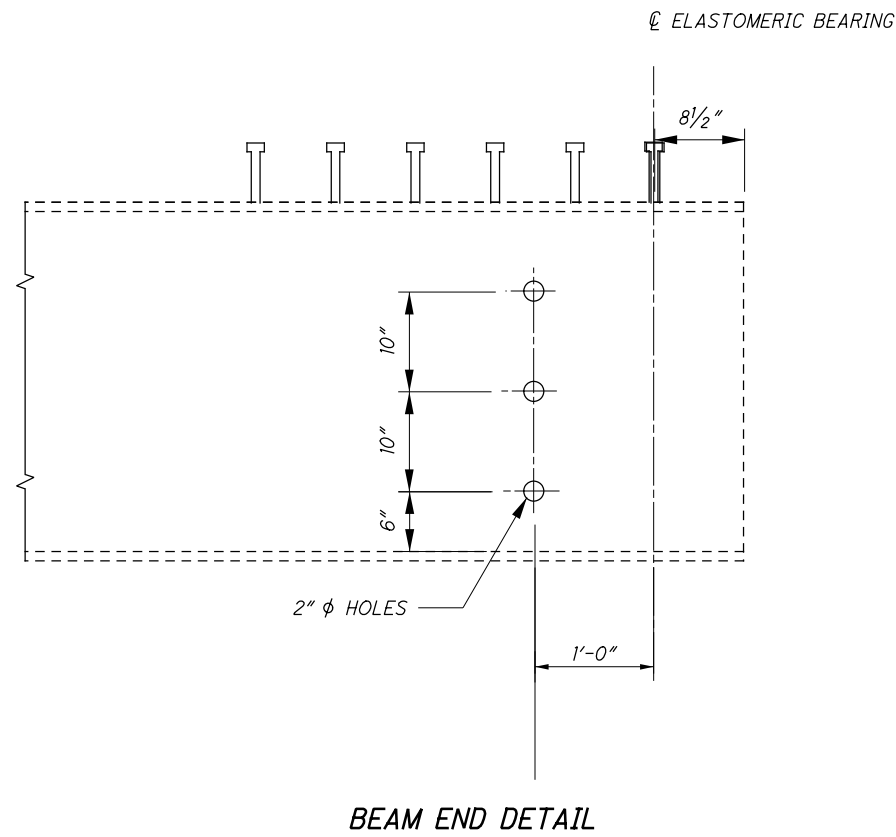 ℄ ELASTOMERIC BEARING
8½"
10"
10"
6"
2" ϕ HOLES
1'-0"
BEAM END DETAIL